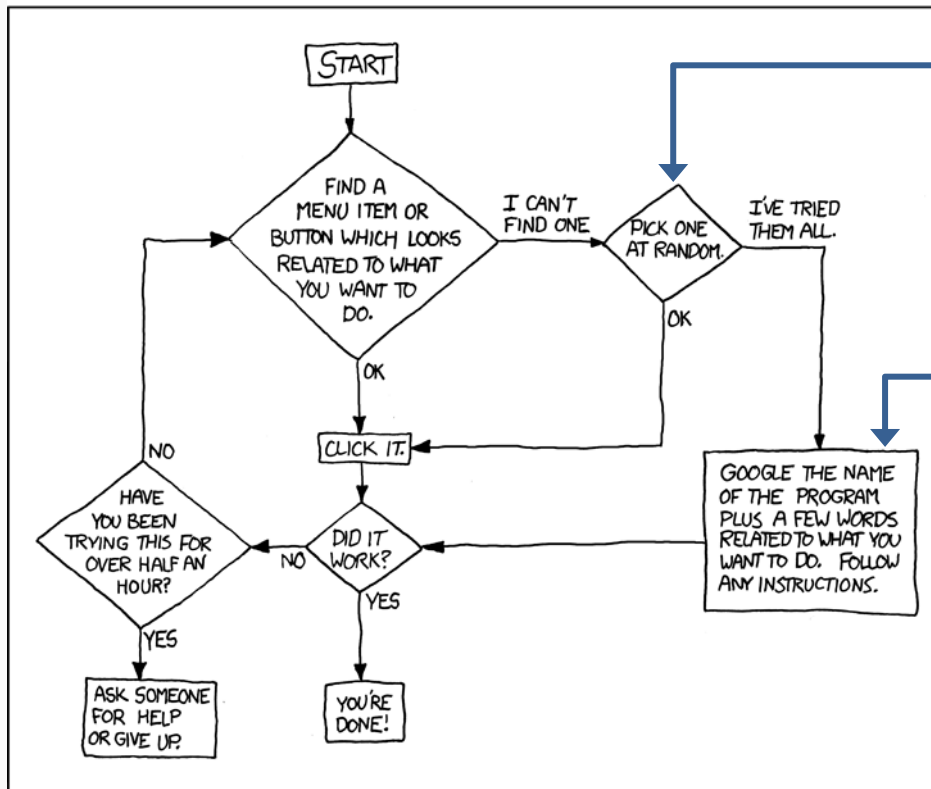 START
FIND A
MENU ITEM OR
BUTTON WHICH LOOKS
RELATED TO WHAT
YOU WANT TO
DO.
I CAN'T
FIND ONE
PICK ONE
AT RANDOM.
I'VE TRIED
THEM ALL.
OK
OK
CLICK IT.
NO
HAVE
YOU BEEN
TRYING THIS FOR
OVER HALF AN
HOUR?
DID IT
WORK?
NO
GOOGLE THE NAME
OF THE PROGRAM
PLUS A FEW WORDS
RELATED TO WHAT YOU
WANT TO DO. FOLLOW
ANY INSTRUCTIONS.
YES
YES
ASK SOMEONE
FOR HELP
OR GIVE UP.
YOU'RE
DONE!